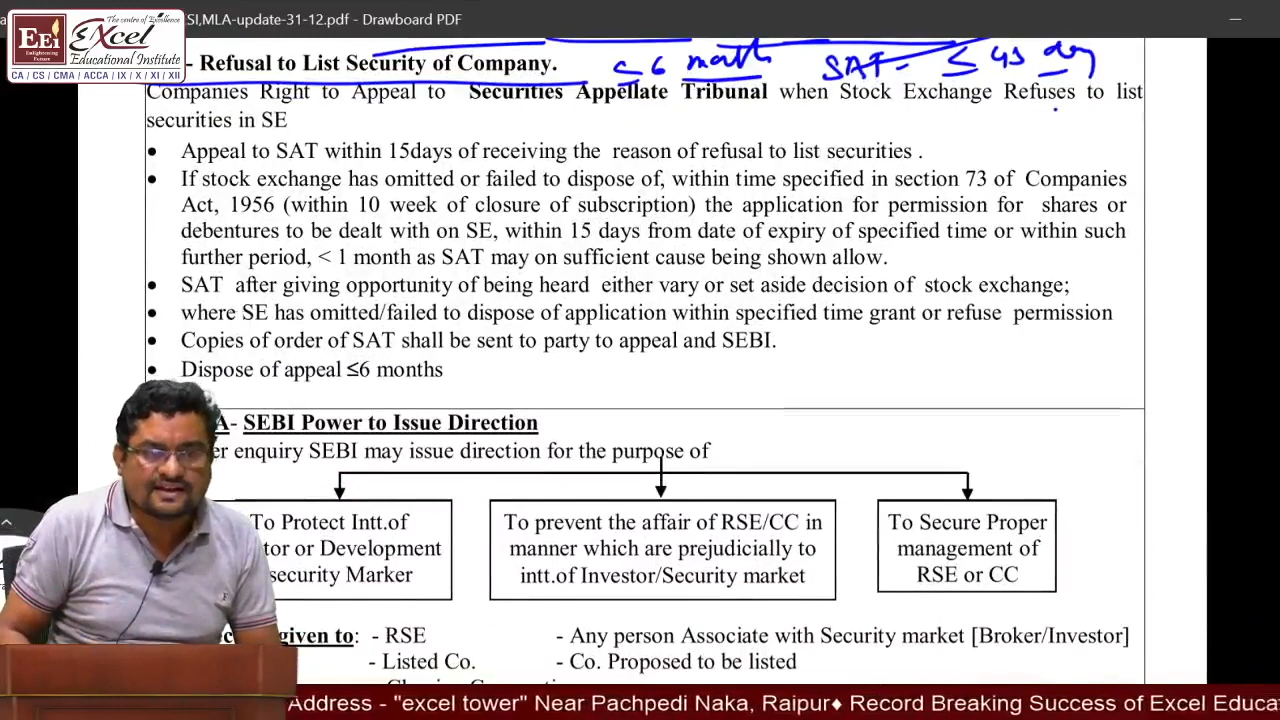 SI,MLA-update-31-12.pdf - Drawboard PDF
The centre of Excellence
EEi
Excel
Enlightening Future
Educational Institute
CA / CS / CMA / ACCA / IX / X / XI / XII
- Refusal to List Security of Company.
≤ 6 month SAT - ≤ 45 day
Companies Right to Appeal to Securities Appellate Tribunal when Stock Exchange Refuses to list
securities in SE
• Appeal to SAT within 15days of receiving the reason of refusal to list securities .
• If stock exchange has omitted or failed to dispose of, within time specified in section 73 of Companies
Act, 1956 (within 10 week of closure of subscription) the application for permission for shares or
debentures to be dealt with on SE, within 15 days from date of expiry of specified time or within such
further period, < 1 month as SAT may on sufficient cause being shown allow.
• SAT after giving opportunity of being heard either vary or set aside decision of stock exchange;
• where SE has omitted/failed to dispose of application within specified time grant or refuse permission
• Copies of order of SAT shall be sent to party to appeal and SEBI.
• Dispose of appeal ≤6 months
A- SEBI Power to Issue Direction
er enquiry SEBI may issue direction for the purpose of
To Protect Intt.of
tor or Development
security Marker
To prevent the affair of RSE/CC in
manner which are prejudicially to
intt.of Investor/Security market
To Secure Proper
management of
RSE or CC
given to: - RSE - Any person Associate with Security market [Broker/Investor]
- Listed Co. - Co. Proposed to be listed
Address - "excel tower" Near Pachpedi Naka, Raipur♦ Record Breaking Success of Excel Educa